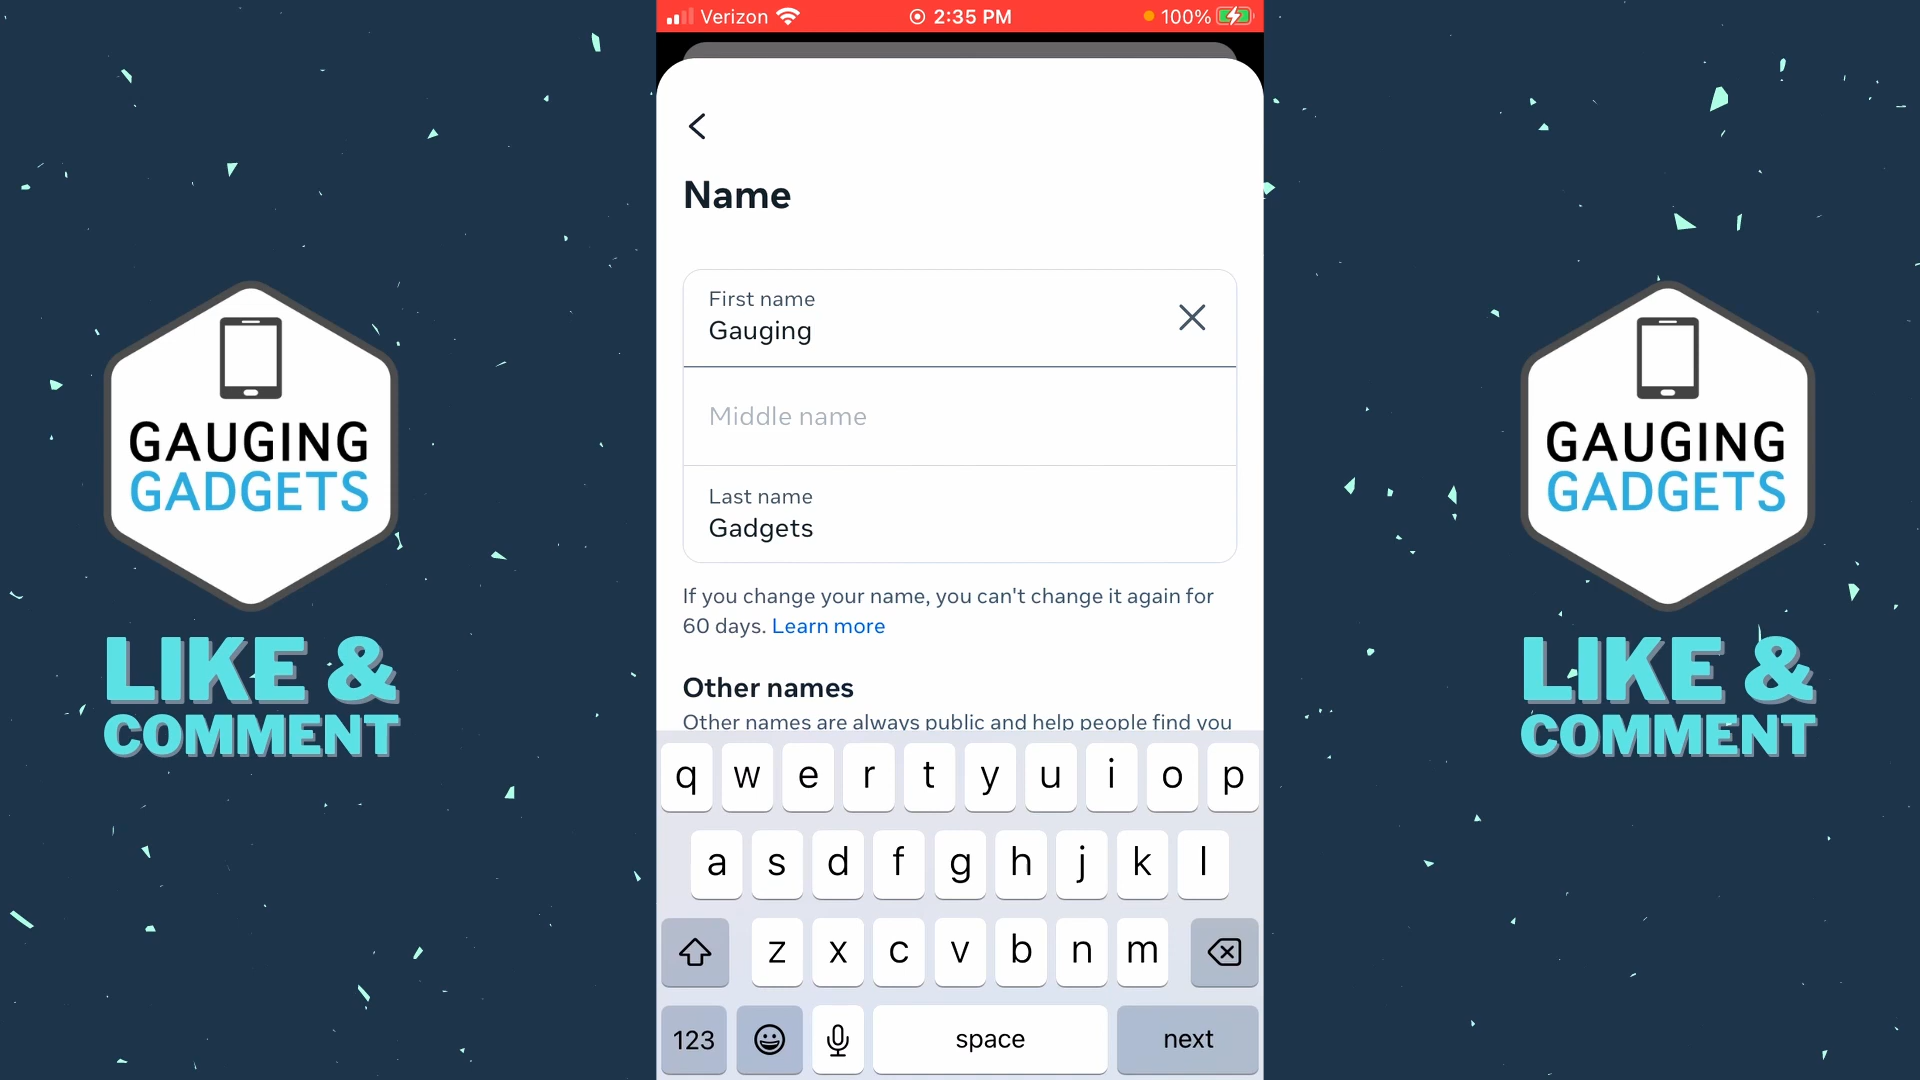 Verizon 2:35 PM 100%
Name
First name
Gauging
Middle name
Last name
Gadgets
If you change your name, you can't change it again for
60 days. Learn more
Other names
Other names are always public and help people find you
q w e r t y u i o p
a s d f g h j k l
z x c v b n m
123 space next
GAUGING
GADGETS
LIKE &
COMMENT
GAUGING
GADGETS
LIKE &
COMMENT